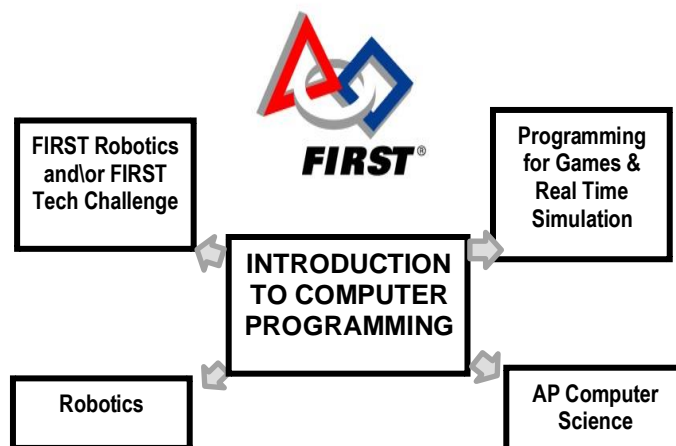 FIRST®
FIRST Robotics
and\or FIRST
Tech Challenge
Programming
for Games &
Real Time
Simulation
INTRODUCTION
TO COMPUTER
PROGRAMMING
Robotics
AP Computer
Science